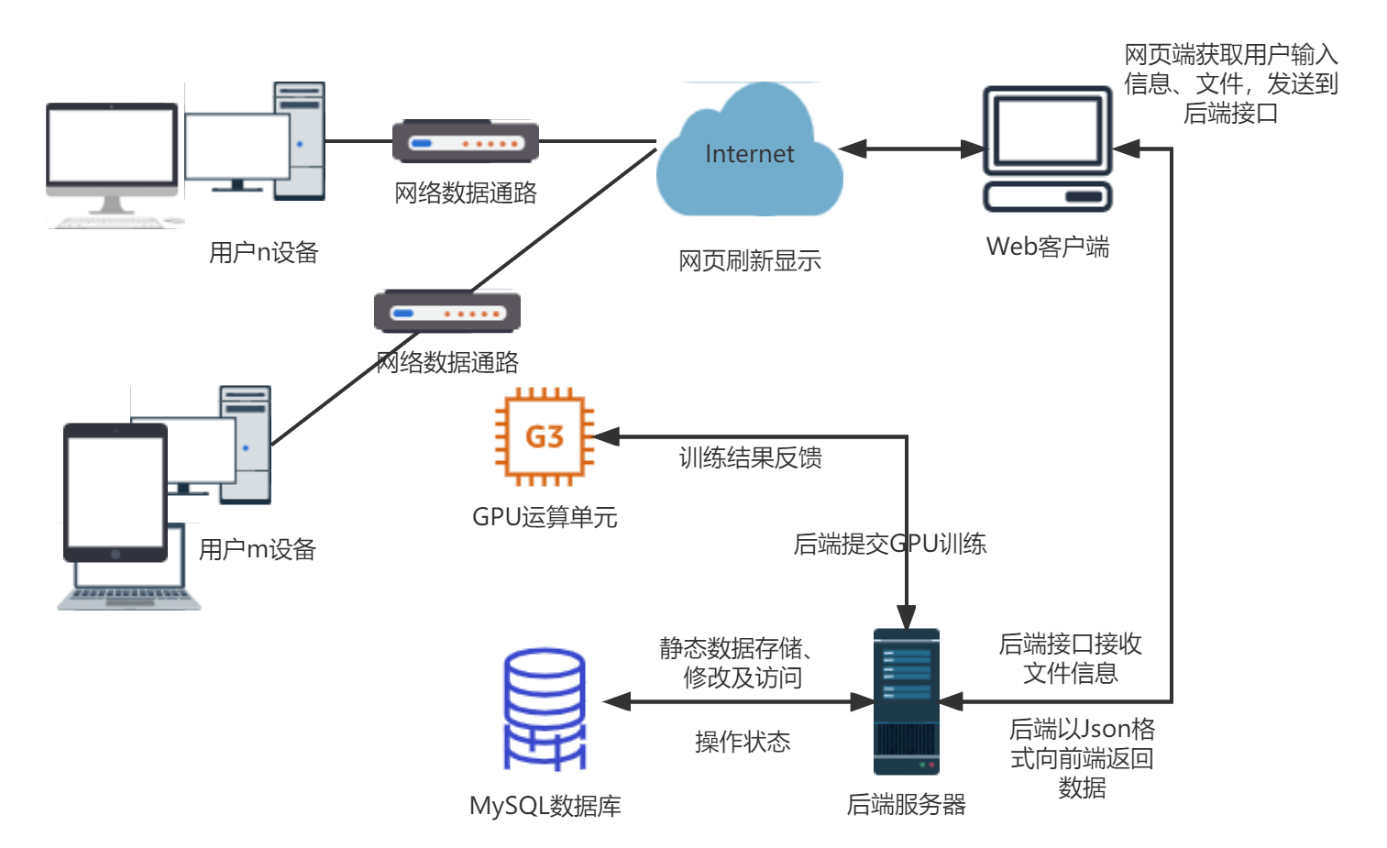 网页端获取用户输入
信息、文件，发送到
后端接口
Internet
网络数据通路
用户n设备
网页刷新显示
Web客户端
网络数据通路
G3
训练结果反馈
GPU运算单元
后端提交GPU训练
用户m设备
静态数据存储、
修改及访问
后端接口接收
文件信息
操作状态
后端以Json格
式向前端返回
数据
MySQL数据库
后端服务器